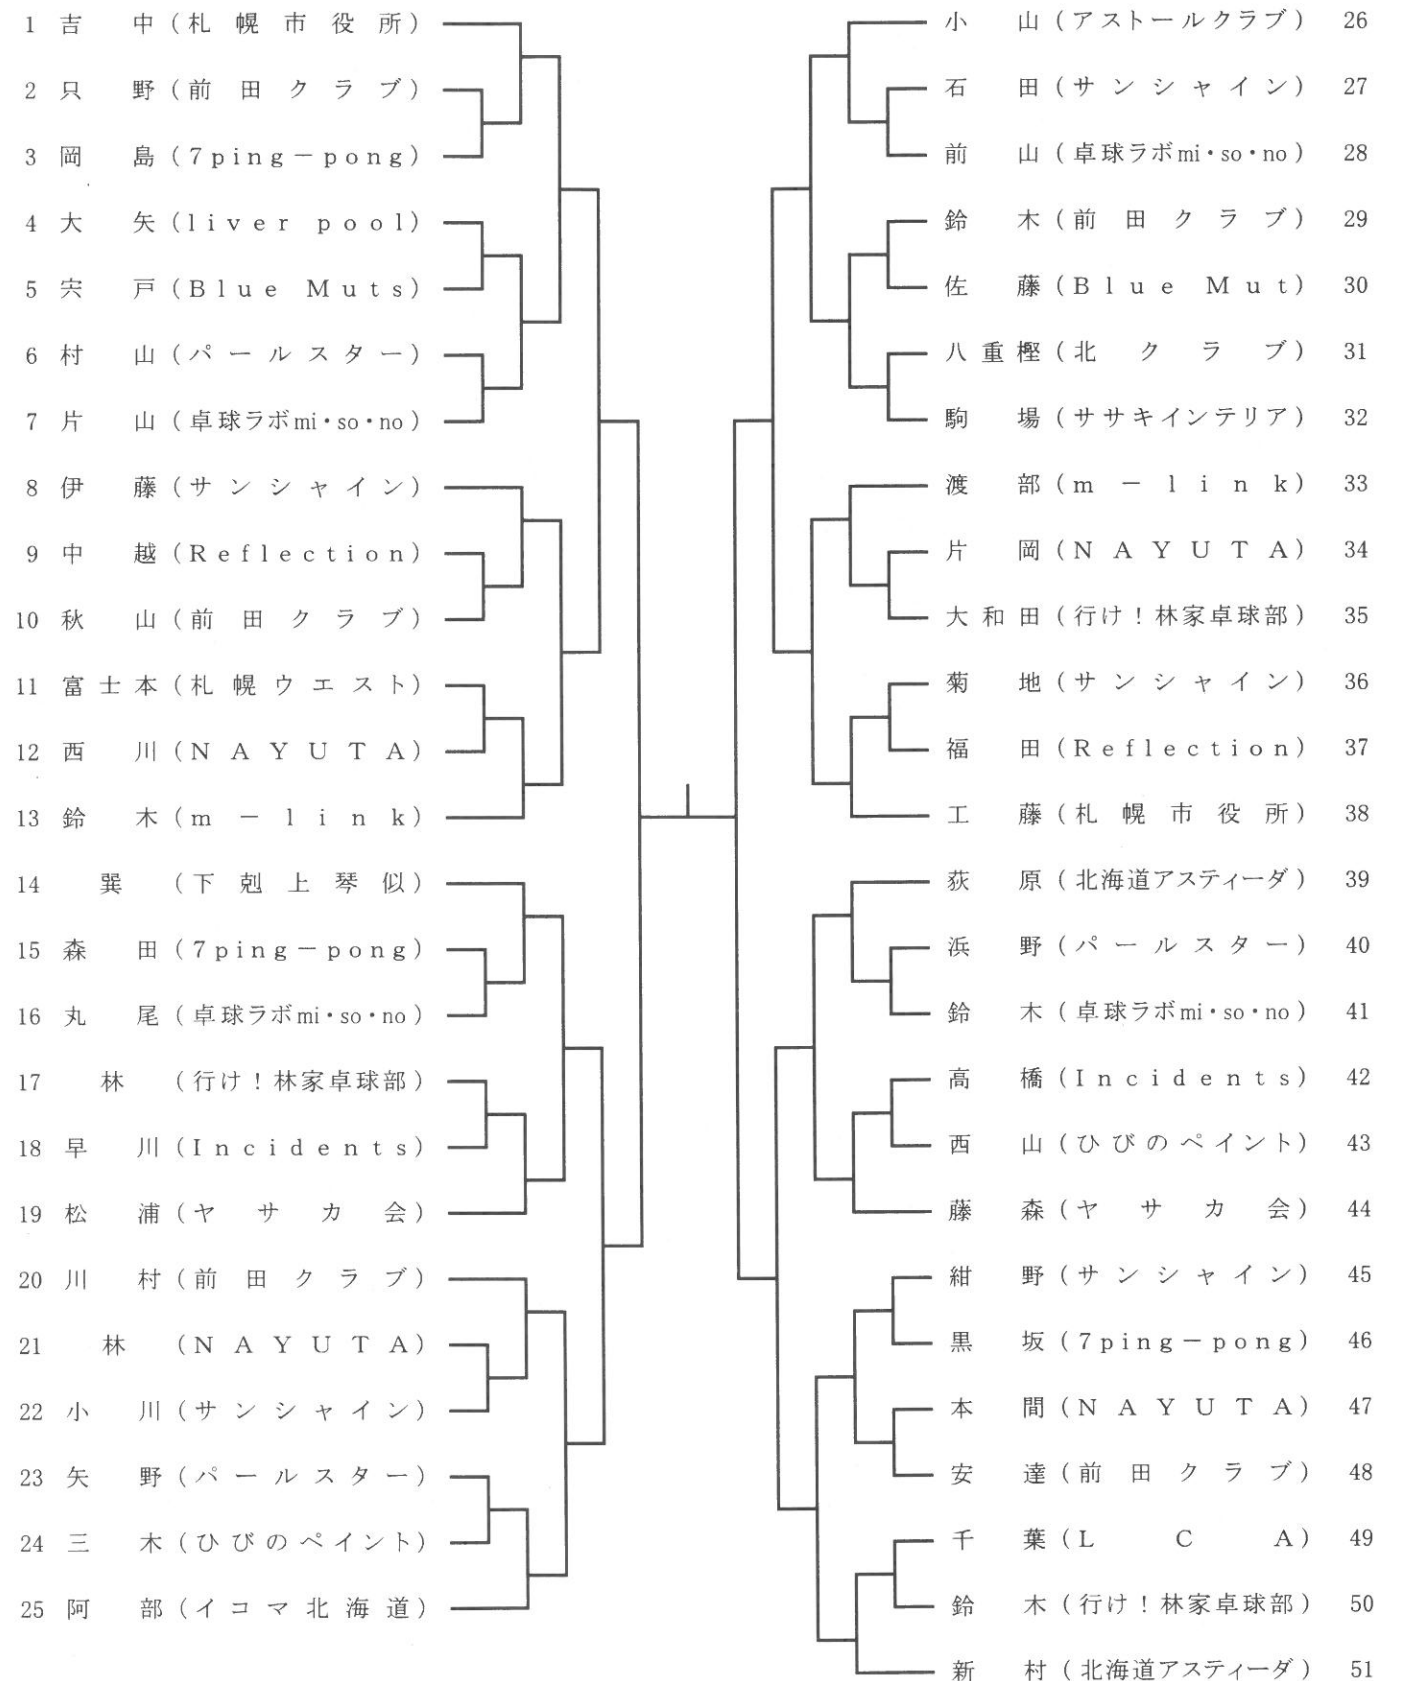 1 吉中(札幌市役所)
2 只野(前田クラブ)
3 岡島(7ping－pong)
4 大矢(liver pool)
5 宍戸(Blue Muts)
6 村山(パールスター)
7 片山(卓球ラボmi・so・no)
8 伊藤(サンシャイン)
9 中越(Reflection)
10 秋山(前田クラブ)
11 富士本(札幌ウエスト)
12 西川(NAYUTA)
13 鈴木(m－link)
14 巽(下剋上琴似)
15 森田(7ping－pong)
16 丸尾(卓球ラボmi・so・no)
17 林(行け！林家卓球部)
18 早川(Incidents)
19 松浦(ヤサカ会)
20 川村(前田クラブ)
21 林(NAYUTA)
22 小川(サンシャイン)
23 矢野(パールスター)
24 三木(ひびのペイント)
25 阿部(イコマ北海道)
小山(アストールクラブ) 26
石田(サンシャイン) 27
前山(卓球ラボmi・so・no) 28
鈴木(前田クラブ) 29
佐藤(Blue Mut) 30
八重樫(北クラブ) 31
駒場(ササキインテリア) 32
渡部(m－link) 33
片岡(NAYUTA) 34
大和田(行け！林家卓球部) 35
菊地(サンシャイン) 36
福田(Reflection) 37
工藤(札幌市役所) 38
荻原(北海道アスティーダ) 39
浜野(パールスター) 40
鈴木(卓球ラボmi・so・no) 41
高橋(Incidents) 42
西山(ひびのペイント) 43
藤森(ヤサカ会) 44
紺野(サンシャイン) 45
黒坂(7ping－pong) 46
本間(NAYUTA) 47
安達(前田クラブ) 48
千葉(LCA) 49
鈴木(行け！林家卓球部) 50
新村(北海道アスティーダ) 51